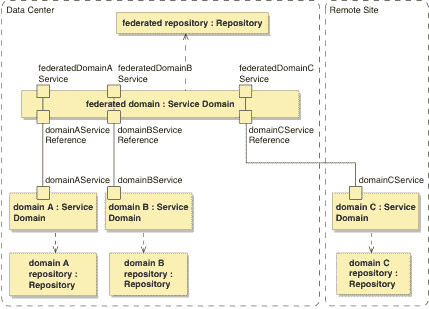 Data Center
Remote Site
federated repository : Repository
federatedDomainA
Service
federatedDomainB
Service
federatedDomainC
Service
federated domain : Service Domain
domainAService
Reference
domainBService
Reference
domainCService
Reference
domainAService
domainBService
domainCService
domain A : Service
Domain
domain B : Service
Domain
domain C : Service
Domain
domain A
repository :
Repository
domain B
repository :
Repository
domain C
repository :
Repository